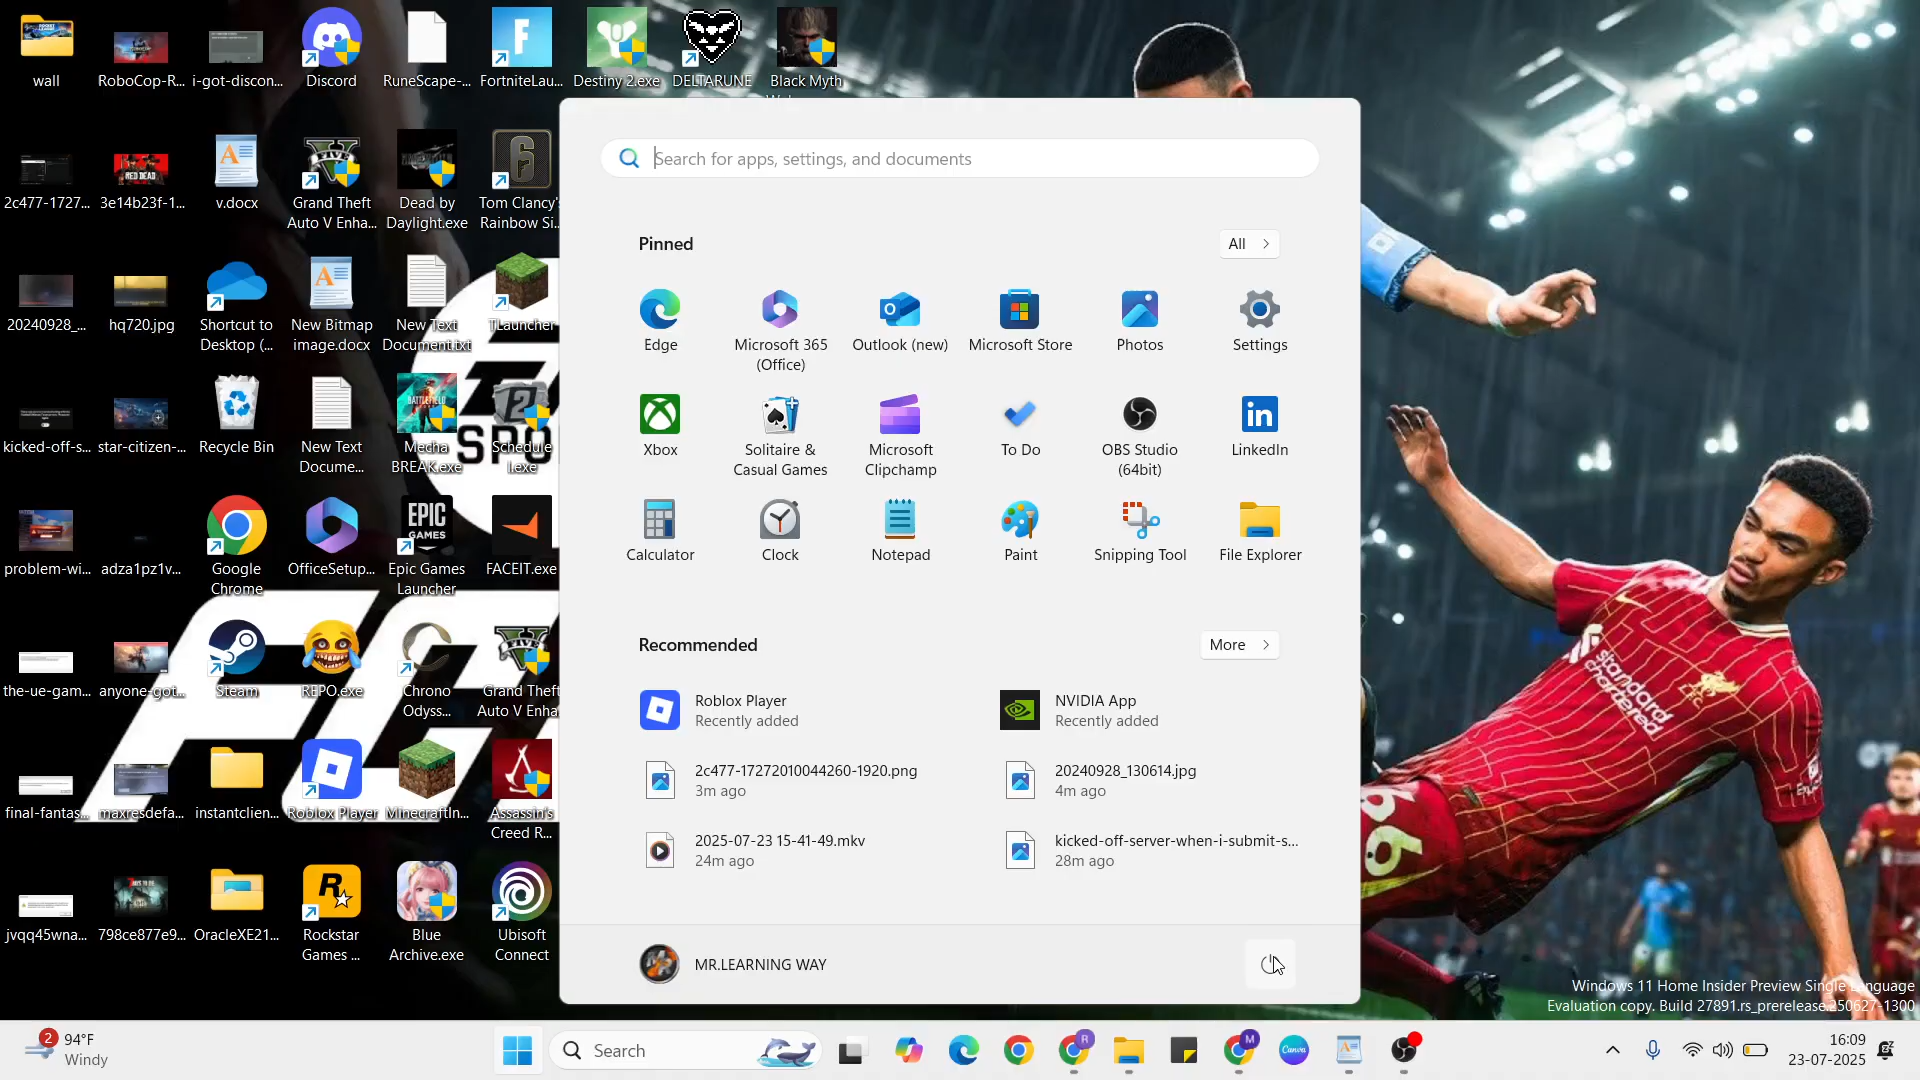 wall
RoboCop-R...
i-got-discon...
Discord
RuneScape-...
FortniteLau...
Destiny 2.exe
DELTARUNE
Black Myth
2c477-1727...
3e14b23f-1...
v.docx
Grand Theft
Auto V Enha...
Dead by
Daylight.exe
Tom Clancy's
Rainbow Si...
20240928_...
hq720.jpg
Shortcut to
Desktop (...
New Bitmap
image.docx
New Text
Document.txt
TLauncher
kicked-off-s...
star-citizen-...
Recycle Bin
New Text
Docume...
Mecha
BREAK.exe
Schedule
I.exe
problem-wi...
adza1pz1v...
Google
Chrome
OfficeSetup...
Epic Games
Launcher
FACEIT.exe
the-ue-gam...
anyone-got...
Steam
REPO.exe
Chrono
Odyss...
Grand Theft
Auto V Enha
final-fantas...
maxresdefa...
instantclien...
Roblox Player
MinecraftIn...
Assassin's
Creed R...
jvqq45wna...
798ce877e9...
OracleXE21...
Rockstar
Games ...
Blue
Archive.exe
Ubisoft
Connect
EPIC
GAMES
RED DEAD
SPO
Search for apps, settings, and documents
Pinned
All
Edge
Microsoft 365
(Office)
Outlook (new)
Microsoft Store
Photos
Settings
Xbox
Solitaire &
Casual Games
Microsoft
Clipchamp
To Do
OBS Studio
(64bit)
LinkedIn
Calculator
Clock
Notepad
Paint
Snipping Tool
File Explorer
Recommended
More
Roblox Player
Recently added
NVIDIA App
Recently added
2c477-17272010044260-1920.png
3m ago
20240928_130614.jpg
4m ago
2025-07-23 15-41-49.mkv
24m ago
kicked-off-server-when-i-submit-s...
28m ago
MR.LEARNING WAY
standard
chartered
66
Windows 11 Home Insider Preview Single Language
Evaluation copy. Build 27891.rs_prerelease.250627-1300
2
94°F
Windy
Search
R
M
Canva
16:09
23-07-2025